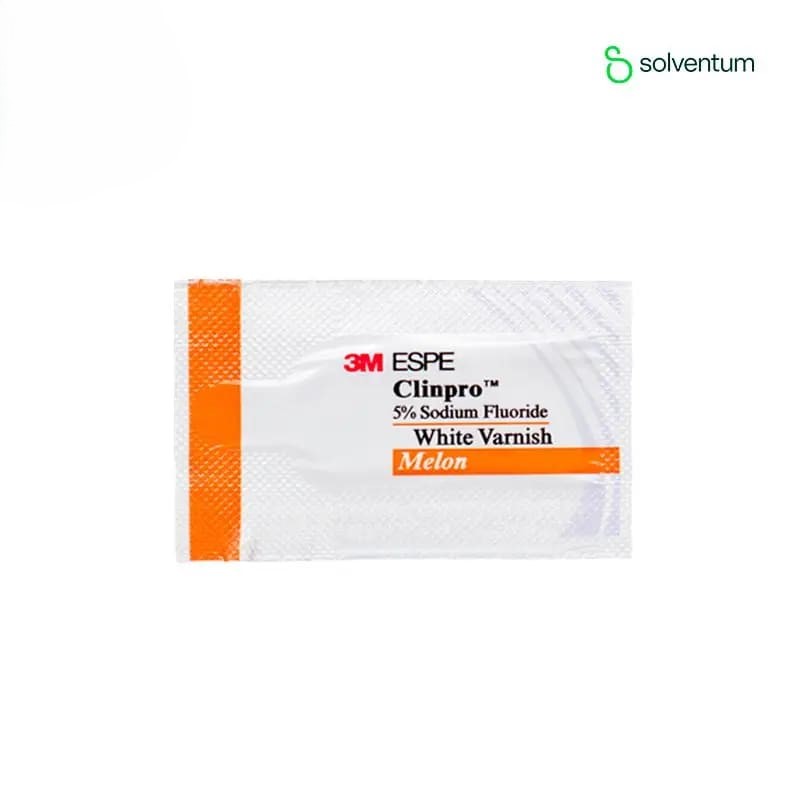 solventum
3M ESPE
Clinpro™
5% Sodium Fluoride
White Varnish
Melon